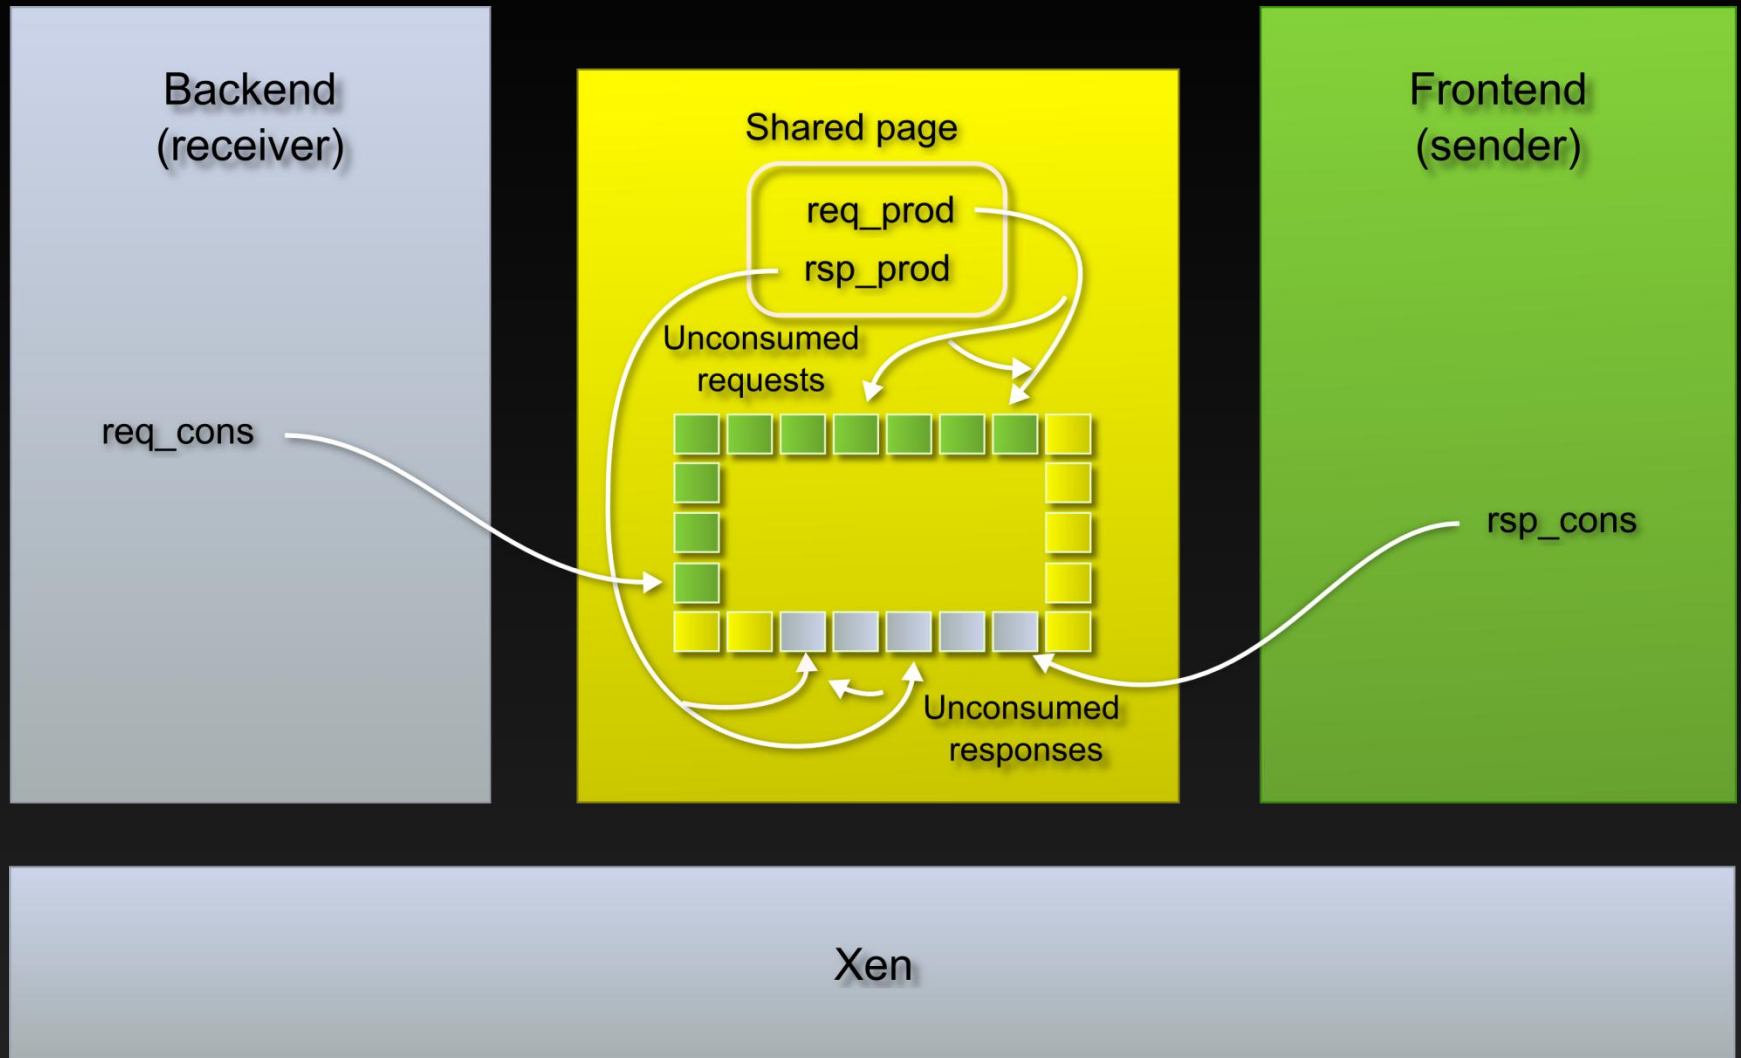 Backend
(receiver)
Shared page
req_prod
rsp_prod
Unconsumed
requests
req_cons
Unconsumed
responses
Frontend
(sender)
rsp_cons
Xen